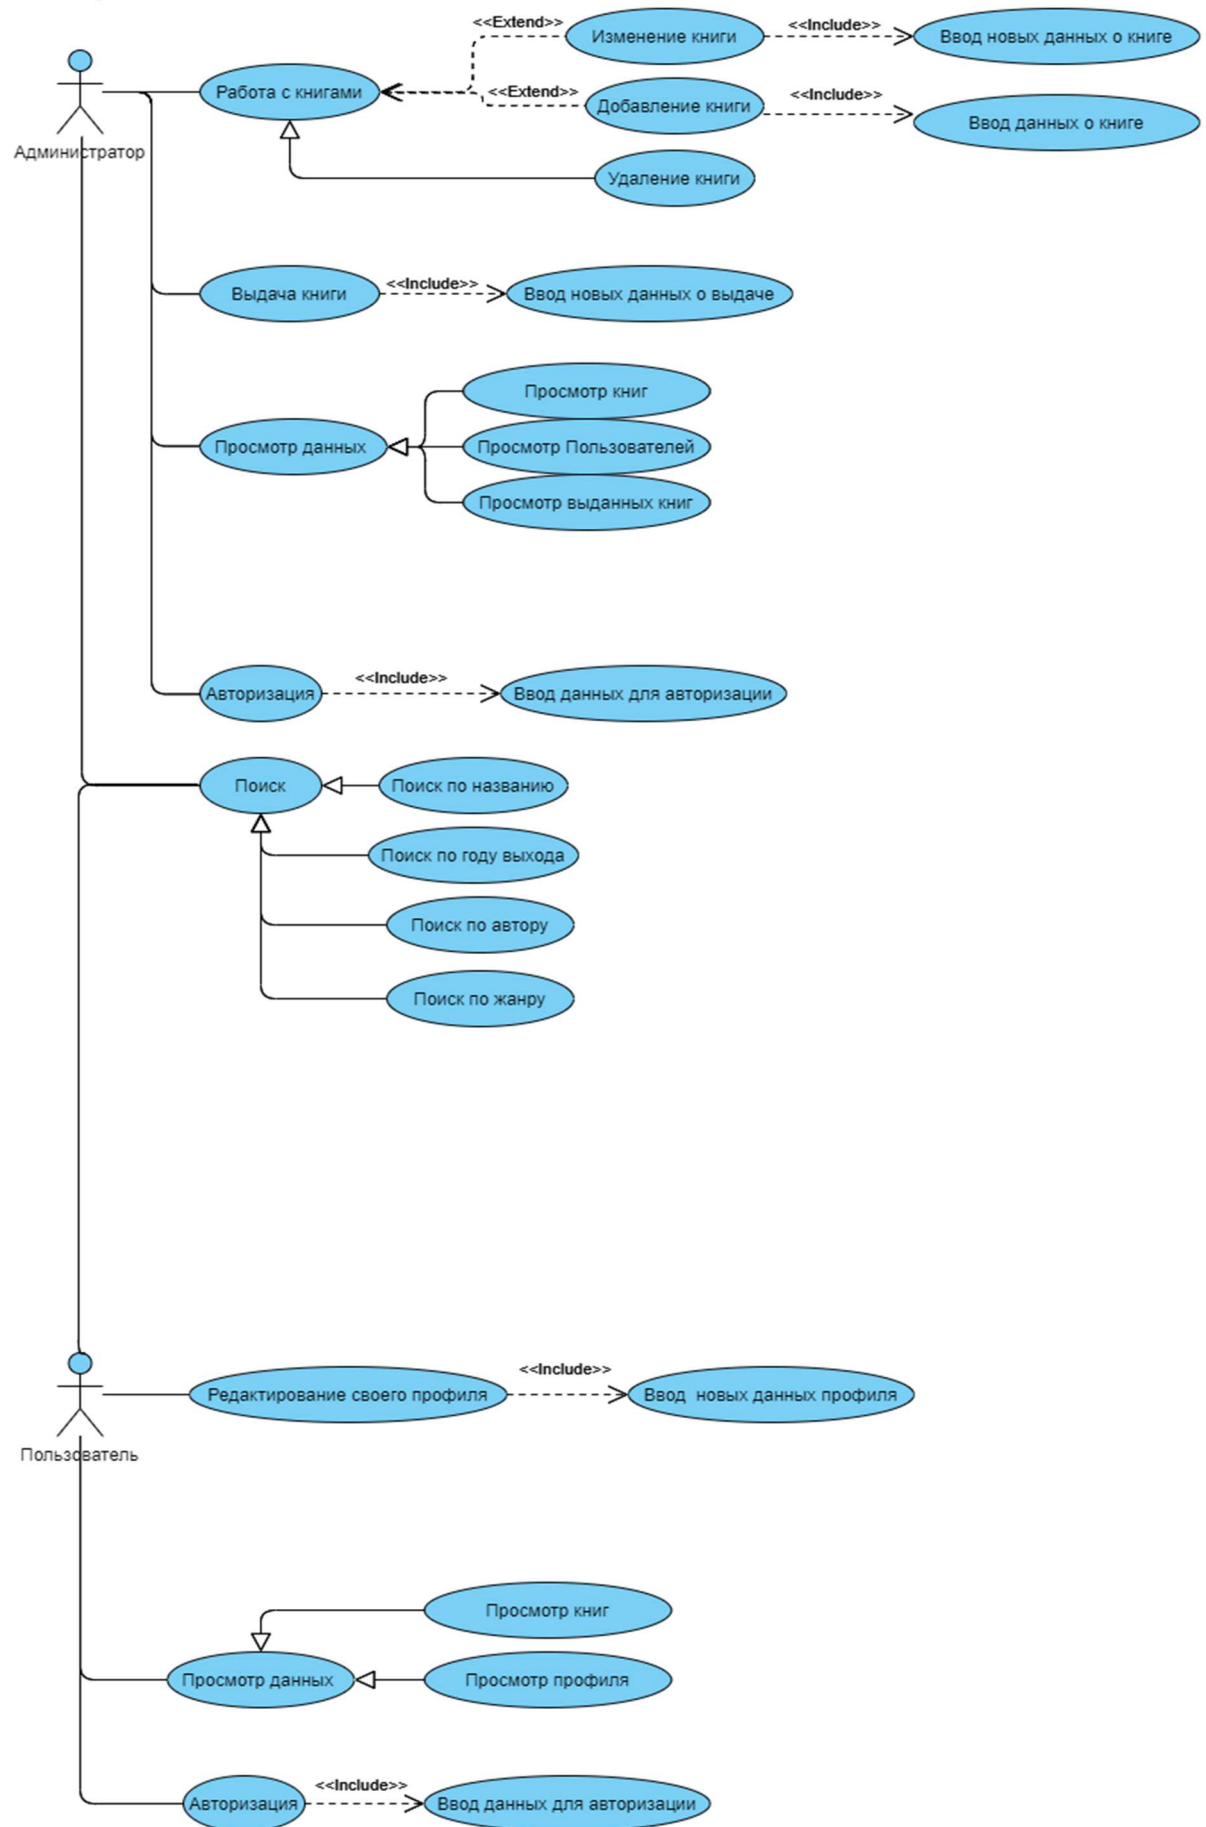 <<Extend>>
Изменение книги
<<Include>>
Ввод новых данных о книге
Работа с книгами
<<Extend>>
Добавление книги
<<Include>>
Ввод данных о книге
Администратор
Удаление книги
Выдача книги
<<Include>>
Ввод новых данных о выдаче
Просмотр книг
Просмотр данных
Просмотр Пользователей
Просмотр выданных книг
Авторизация
<<Include>>
Ввод данных для авторизации
Поиск
Поиск по названию
Поиск по году выхода
Поиск по автору
Поиск по жанру
Редактирование своего профиля
<<Include>>
Ввод  новых данных профиля
Пользователь
Просмотр книг
Просмотр данных
Просмотр профиля
Авторизация
<<Include>>
Ввод данных для авторизации